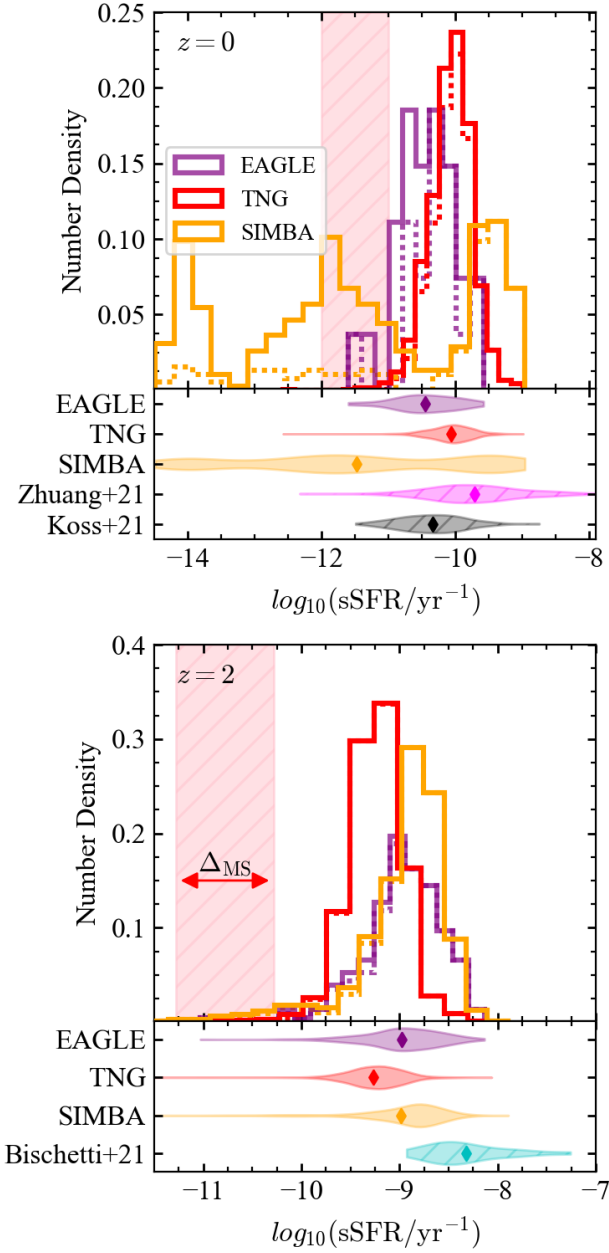 0.25
z = 0
0.20
EAGLE
0.15
TNG
SIMBA
0.10
Number Density
0.05
EAGLE
TNG
SIMBA
Zhuang+21
Koss+21
−14 −12 −10 −8
log₁₀(sSFR/yr⁻¹)
0.4
z = 2
0.3
Number Density
0.2
Δ_MS
0.1
EAGLE
TNG
SIMBA
Bischetti+21
−11 −10 −9 −8 −7
log₁₀(sSFR/yr⁻¹)